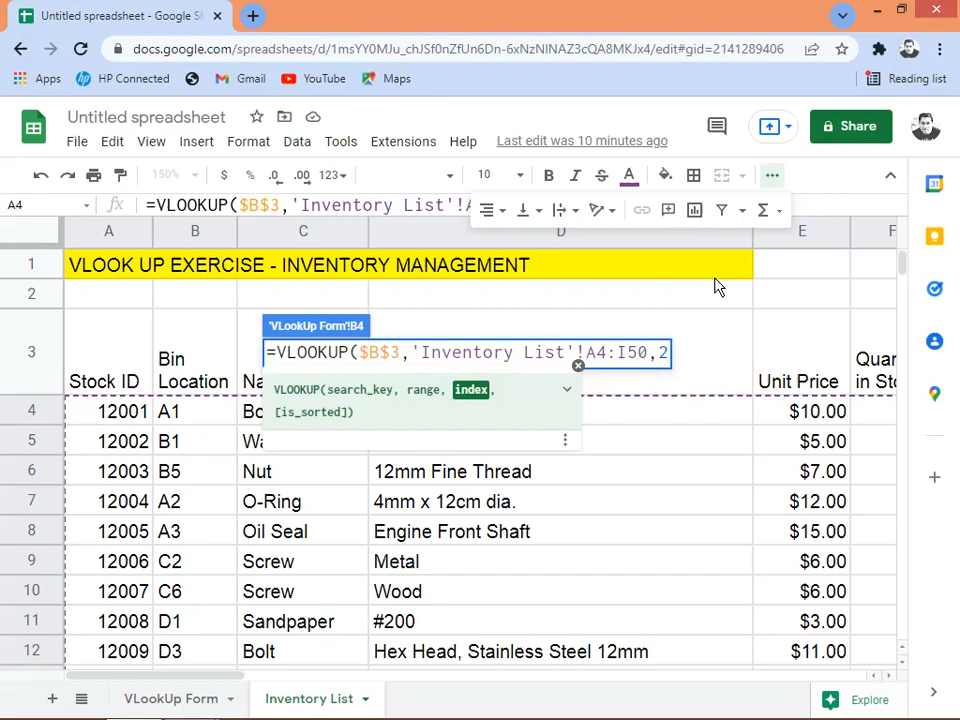 Untitled spreadsheet - Google Sh
docs.google.com/spreadsheets/d/1msYY0MJu_chJSf0nZfUn6Dn-6xNzNINAZ3cQA8MKJx4/edit#gid=2141289406
Apps HP Connected Gmail YouTube Maps Reading list
Untitled spreadsheet
File Edit View Insert Format Data Tools Extensions Help Last edit was 10 minutes ago
Share
150% $ % .0 .00 123 10 B I S A
A4 fx =VLOOKUP($B$3,'Inventory List'!A
A B C D E F
1 VLOOK UP EXERCISE - INVENTORY MANAGEMENT
2
'VLookUp Form'!B4
=VLOOKUP($B$3,'Inventory List'!A4:I50,2
VLOOKUP(search_key, range, index,
[is_sorted])
3 Stock ID Bin Location Na Unit Price Quan in Sto
4 12001 A1 Bo $10.00
5 12002 B1 Wa $5.00
6 12003 B5 Nut 12mm Fine Thread $7.00
7 12004 A2 O-Ring 4mm x 12cm dia. $12.00
8 12005 A3 Oil Seal Engine Front Shaft $15.00
9 12006 C2 Screw Metal $6.00
10 12007 C6 Screw Wood $6.00
11 12008 D1 Sandpaper #200 $3.00
12 12009 D3 Bolt Hex Head, Stainless Steel 12mm $11.00
VLookUp Form Inventory List Explore